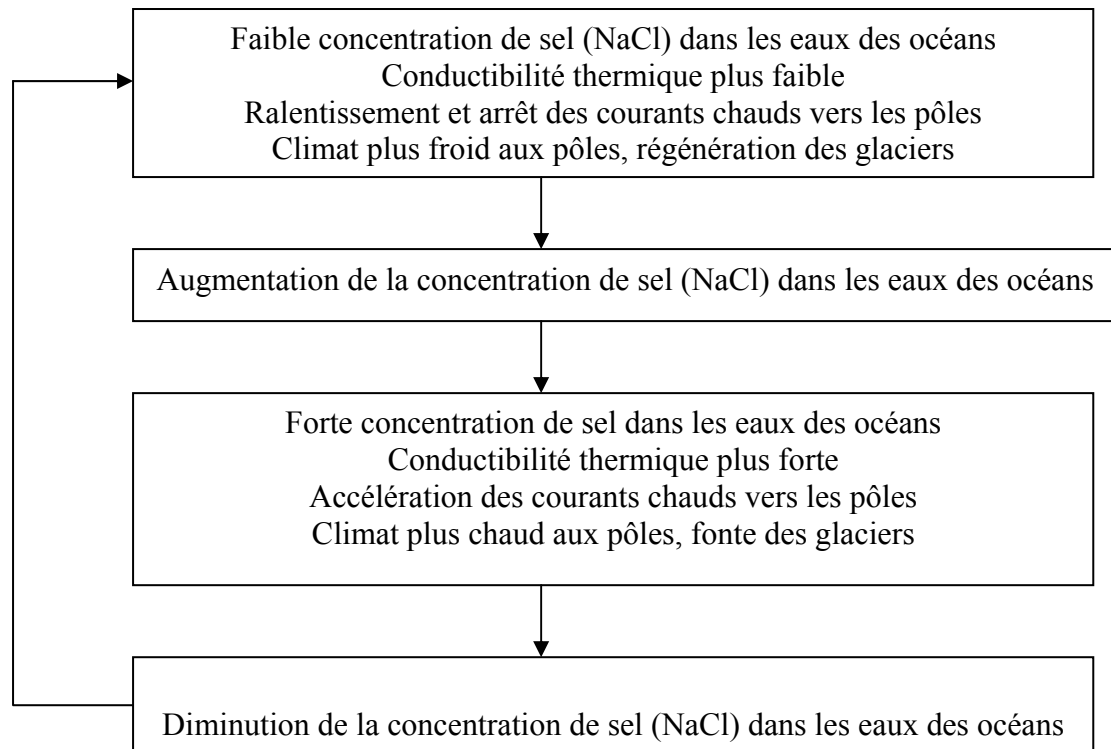 Faible concentration de sel (NaCl) dans les eaux des océans
Conductibilité thermique plus faible
Ralentissement et arrêt des courants chauds vers les pôles
Climat plus froid aux pôles, régénération des glaciers
Augmentation de la concentration de sel (NaCl) dans les eaux des océans
Forte concentration de sel dans les eaux des océans
Conductibilité thermique plus forte
Accélération des courants chauds vers les pôles
Climat plus chaud aux pôles, fonte des glaciers
Diminution de la concentration de sel (NaCl) dans les eaux des océans